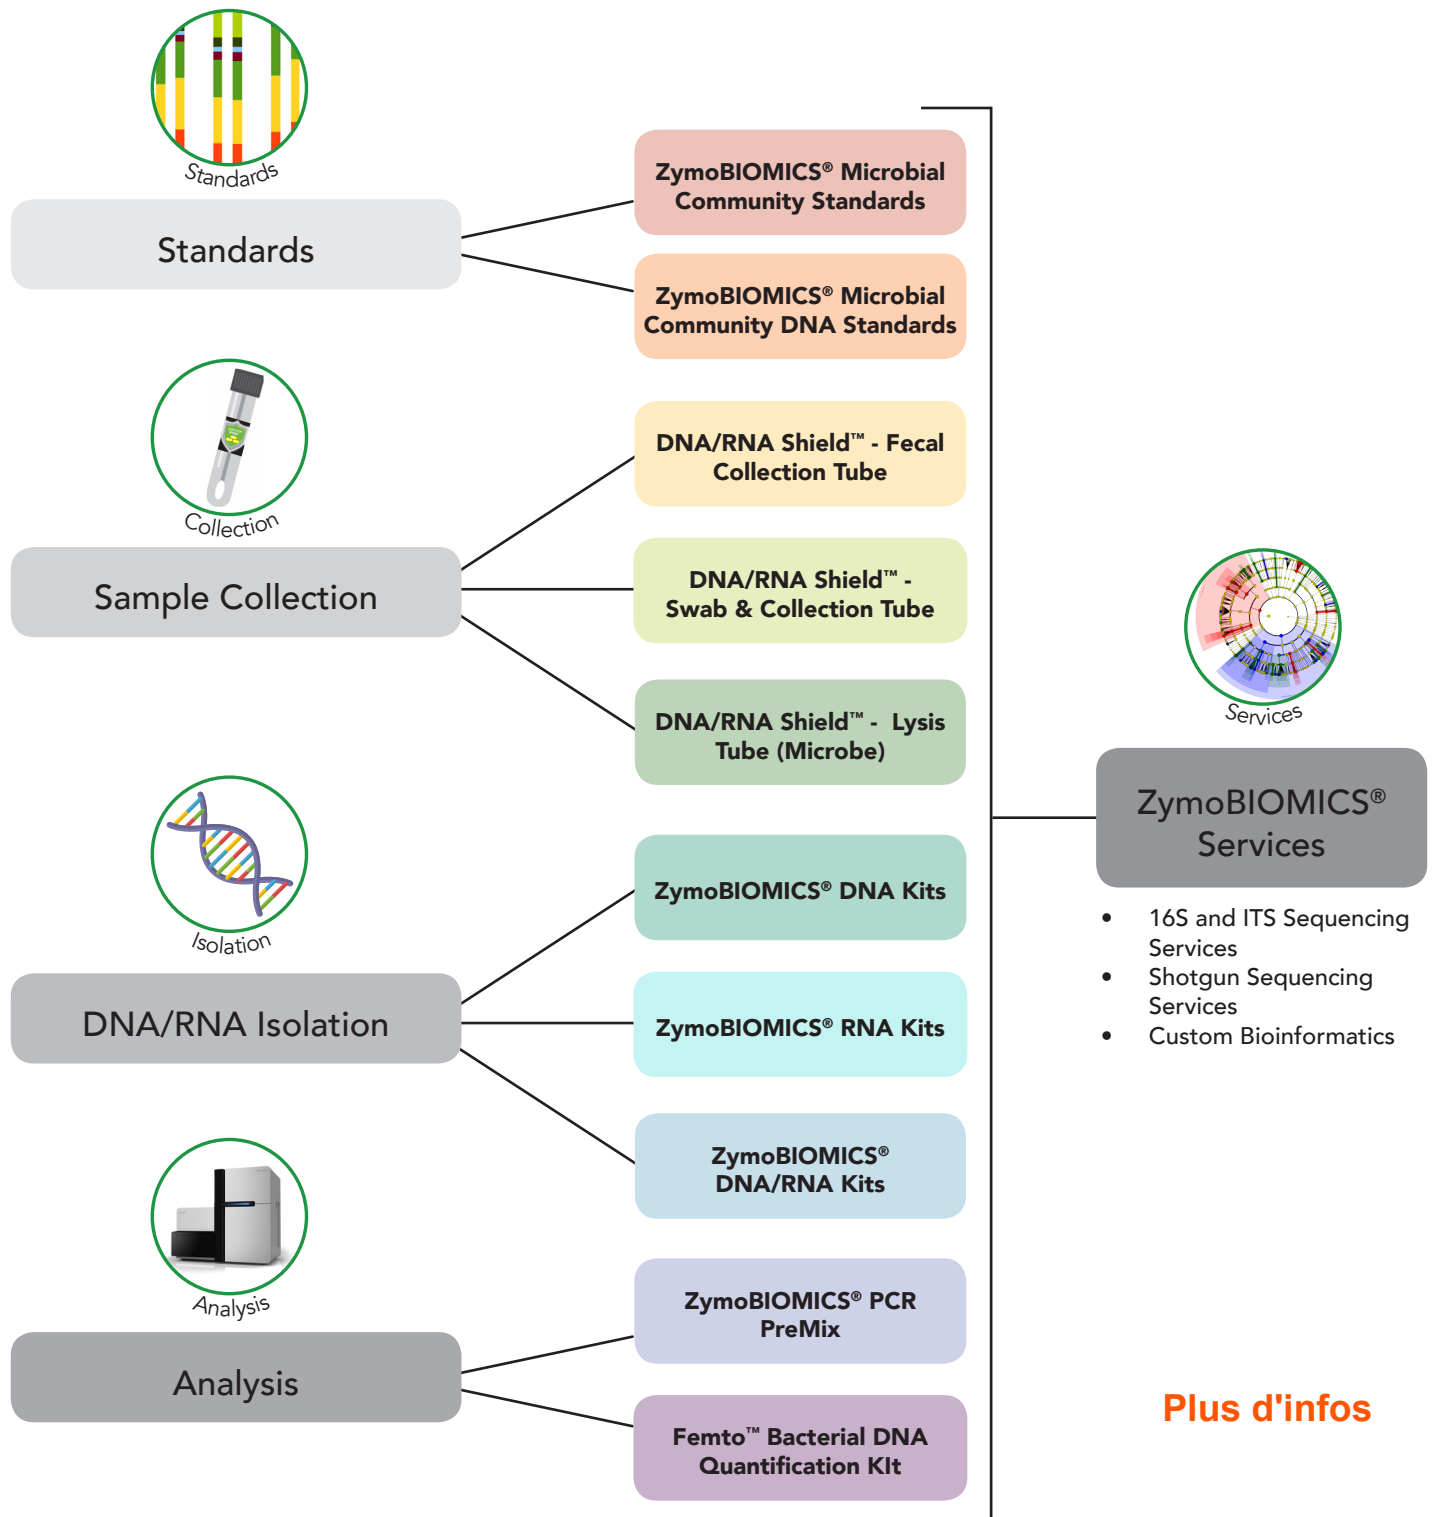 Standards
Standards
ZymoBIOMICS® Microbial
Community Standards
ZymoBIOMICS® Microbial
Community DNA Standards
Collection
Sample Collection
DNA/RNA Shield™ - Fecal
Collection Tube
DNA/RNA Shield™ -
Swab & Collection Tube
DNA/RNA Shield™ -  Lysis
Tube (Microbe)
Isolation
DNA/RNA Isolation
ZymoBIOMICS® DNA Kits
ZymoBIOMICS® RNA Kits
ZymoBIOMICS®
DNA/RNA Kits
Analysis
Analysis
ZymoBIOMICS® PCR
PreMix
Femto™ Bacterial DNA
Quantification KIt
Services
ZymoBIOMICS®
Services
• 16S and ITS Sequencing
Services
• Shotgun Sequencing
Services
• Custom Bioinformatics
Plus d'infos